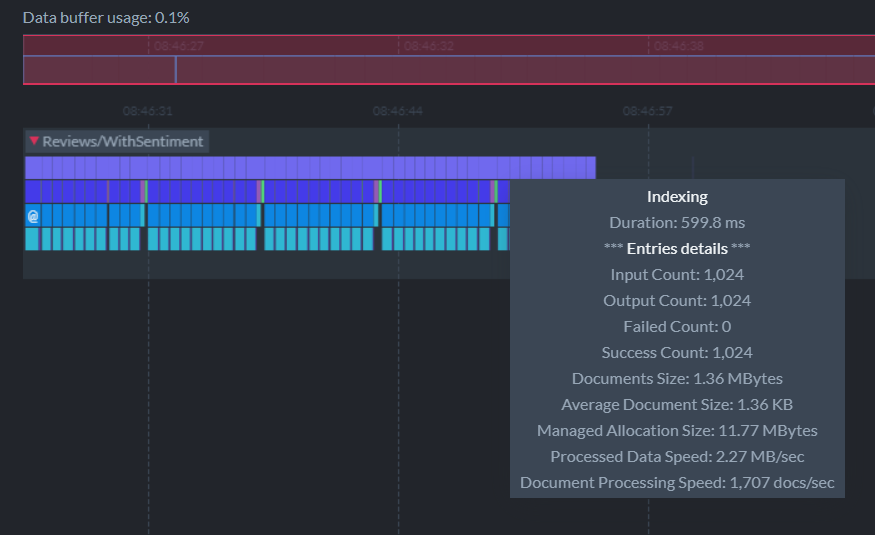 Data buffer usage: 0.1%
08:46:27 08:46:32 08:46:38
08:46:31 08:46:44 08:46:57
Reviews/WithSentiment
@
Indexing
Duration: 599.8 ms
*** Entries details ***
Input Count: 1,024
Output Count: 1,024
Failed Count: 0
Success Count: 1,024
Documents Size: 1.36 MBytes
Average Document Size: 1.36 KB
Managed Allocation Size: 11.77 MBytes
Processed Data Speed: 2.27 MB/sec
Document Processing Speed: 1,707 docs/sec